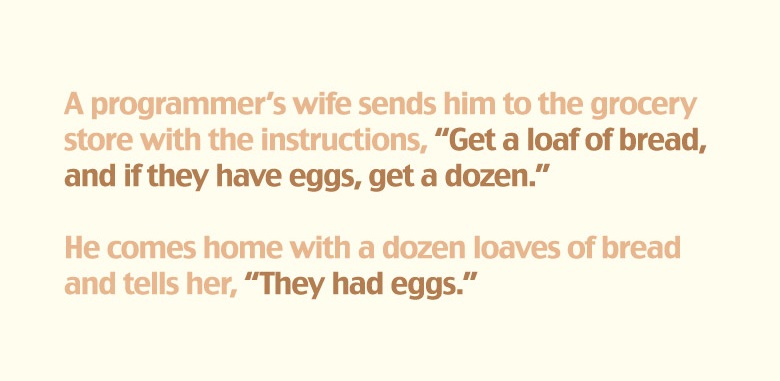 A programmer’s wife sends him to the grocery
store with the instructions, “Get a loaf of bread,
and if they have eggs, get a dozen.”
He comes home with a dozen loaves of bread
and tells her, “They had eggs.”